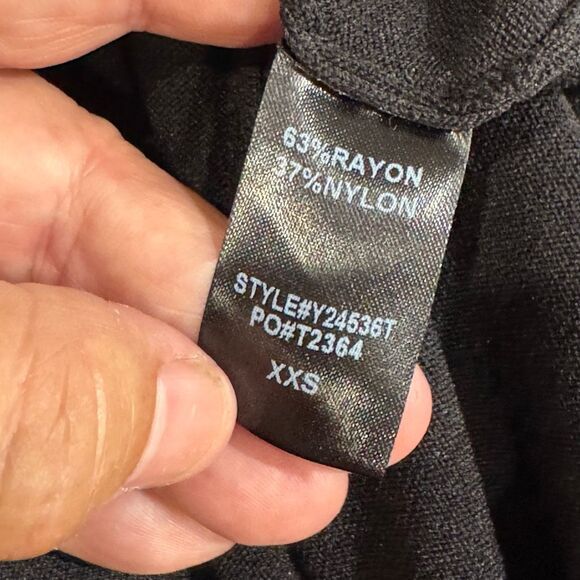 63%RAYON
37%NYLON
STYLE#Y24536T
PO#T2364
XXS